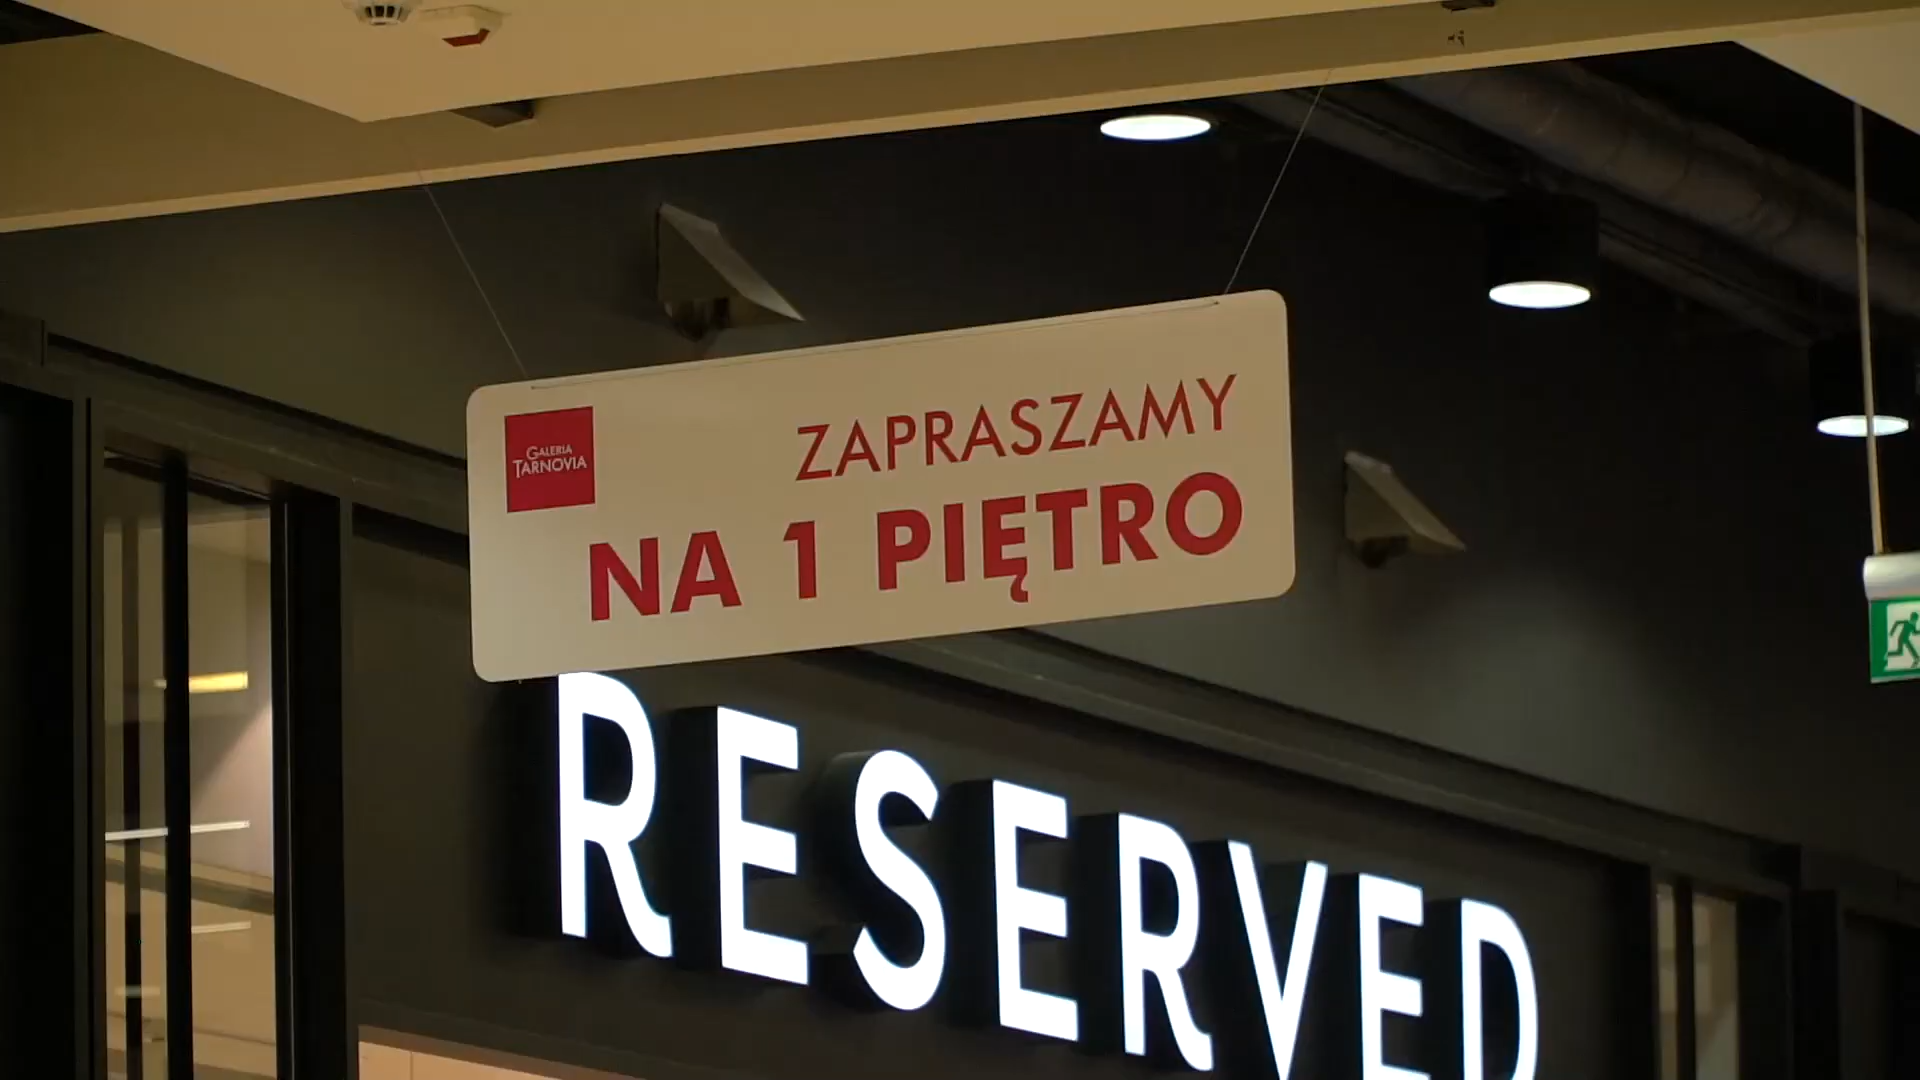 GALERIA
TARNOVIA
ZAPRASZAMY
NA 1 PIĘTRO
RESERVED